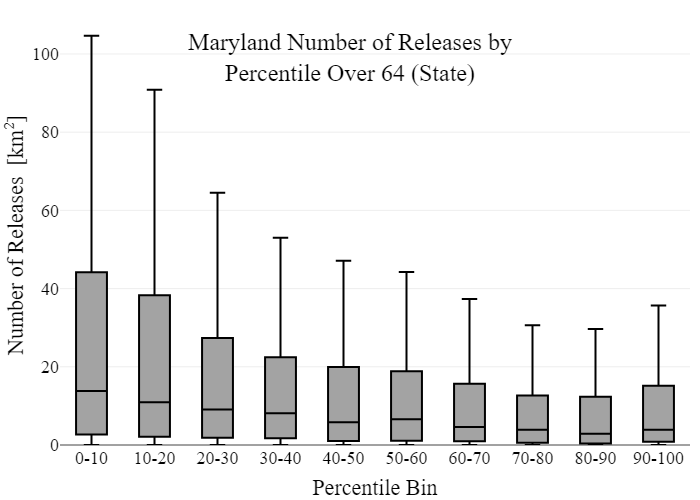 Maryland Number of Releases by
Percentile Over 64 (State)
Number of Releases [km²]
100
80
60
40
20
0
0-10 10-20 20-30 30-40 40-50 50-60 60-70 70-80 80-90 90-100
Percentile Bin